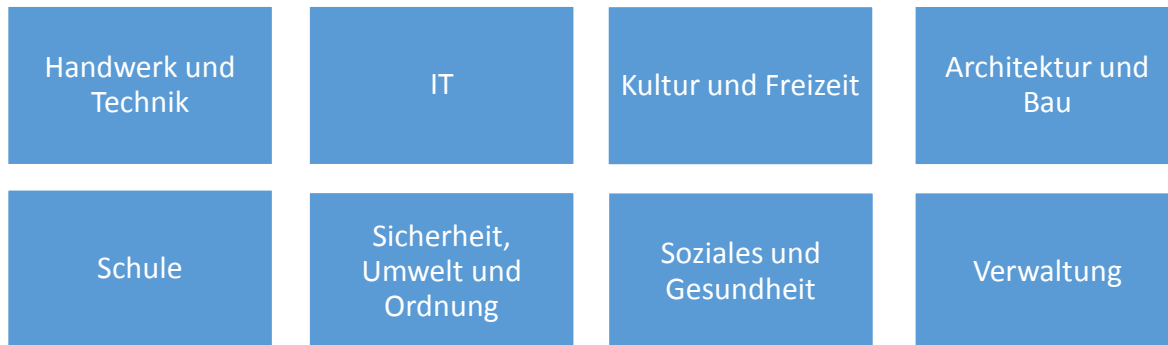 Handwerk und
Technik
IT
Kultur und Freizeit
Architektur und
Bau
Schule
Sicherheit,
Umwelt und
Ordnung
Soziales und
Gesundheit
Verwaltung